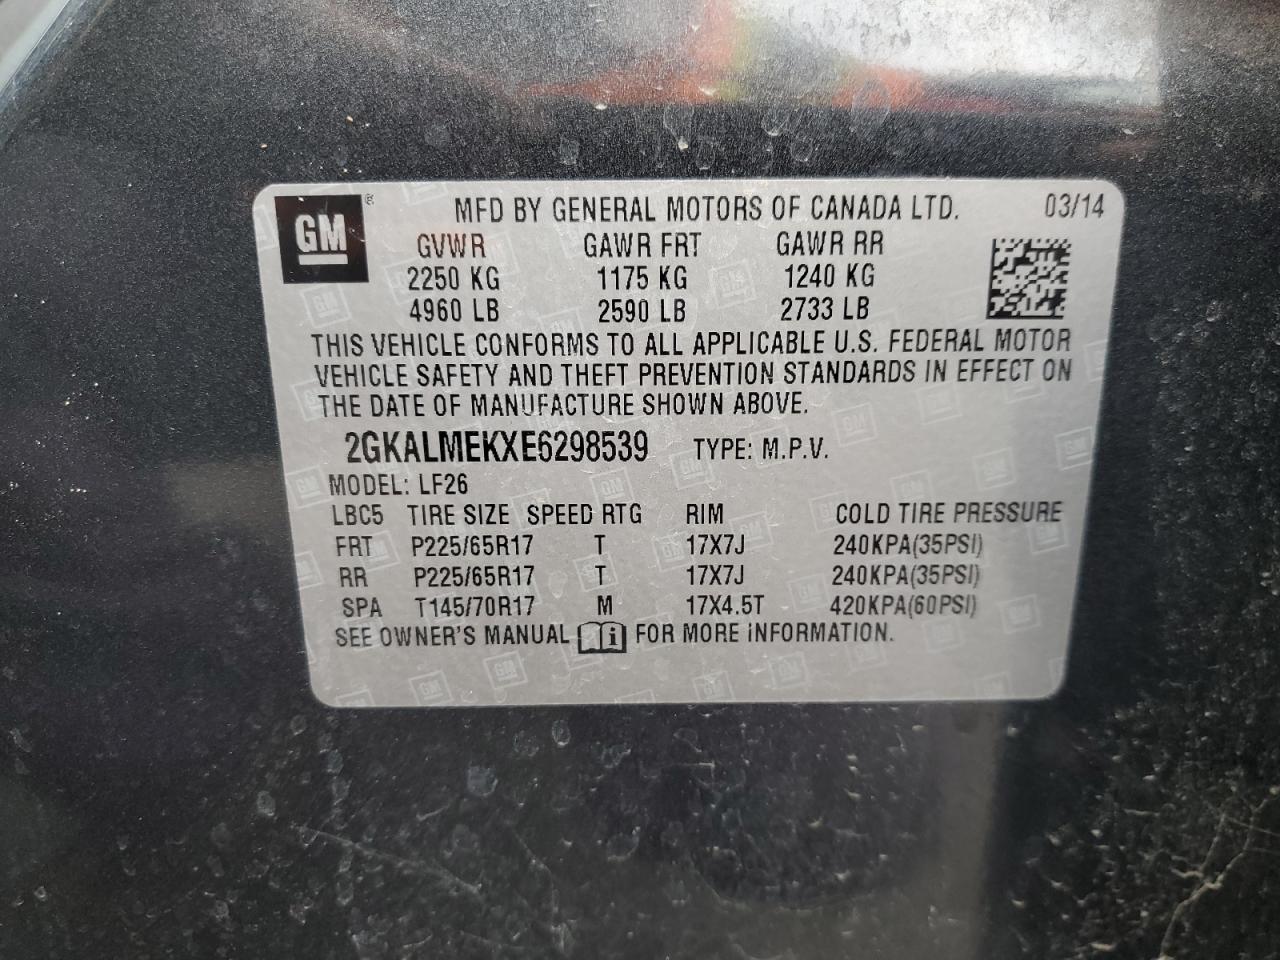 GM ® MFD BY GENERAL MOTORS OF CANADA LTD. 03/14
GVWR GAWR FRT GAWR RR
2250 KG 1175 KG 1240 KG
4960 LB 2590 LB 2733 LB
THIS VEHICLE CONFORMS TO ALL APPLICABLE U.S. FEDERAL MOTOR
VEHICLE SAFETY AND THEFT PREVENTION STANDARDS IN EFFECT ON
THE DATE OF MANUFACTURE SHOWN ABOVE.
2GKALMEKXE6298539 TYPE: M.P.V.
MODEL: LF26
LBC5 TIRE SIZE SPEED RTG RIM COLD TIRE PRESSURE
FRT P225/65R17 T 17X7J 240KPA(35PSI)
RR P225/65R17 T 17X7J 240KPA(35PSI)
SPA T145/70R17 M 17X4.5T 420KPA(60PSI)
SEE OWNER'S MANUAL i FOR MORE INFORMATION.